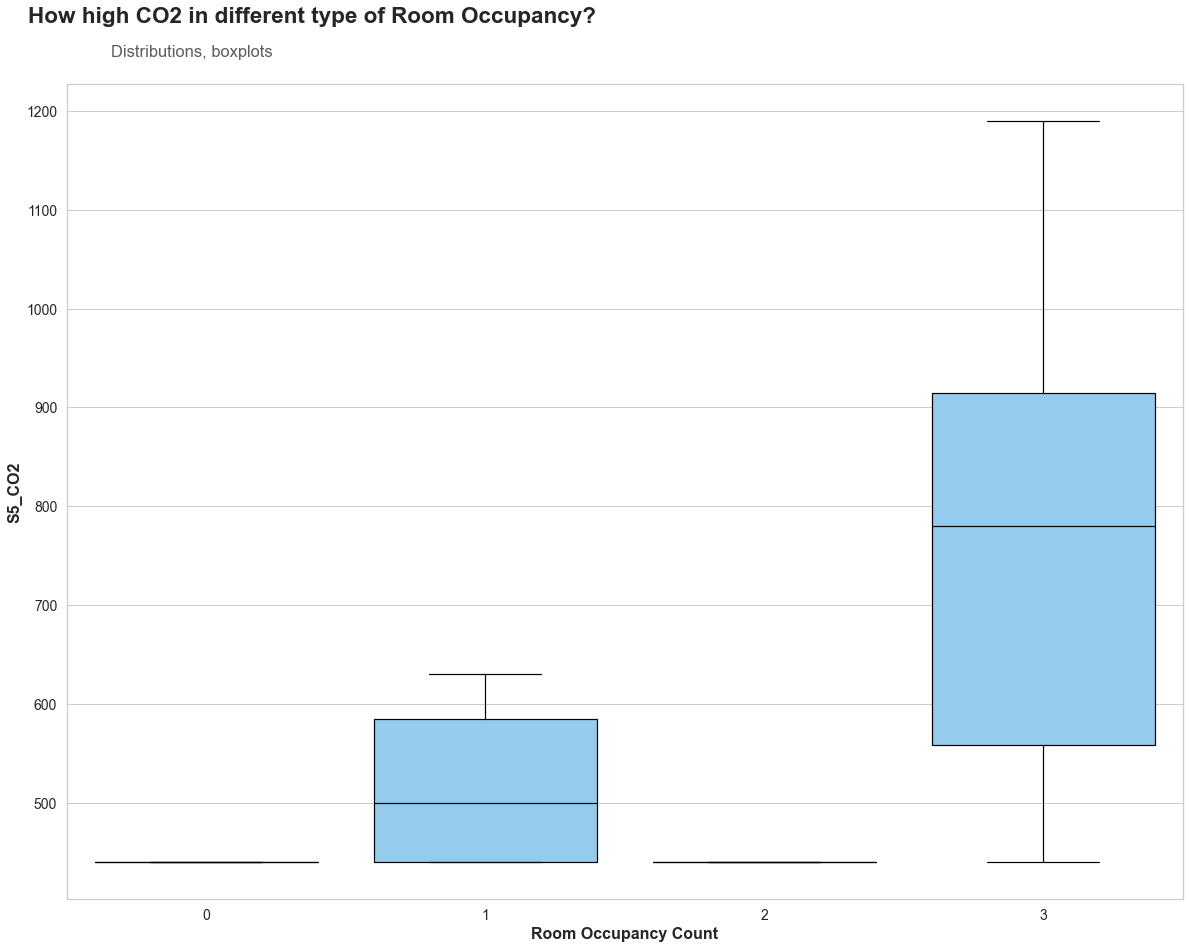 How high CO2 in different type of Room Occupancy?
Distributions, boxplots
1200
1100
1000
900
800
700
600
500
S5_CO2
0 1 2 3
Room Occupancy Count